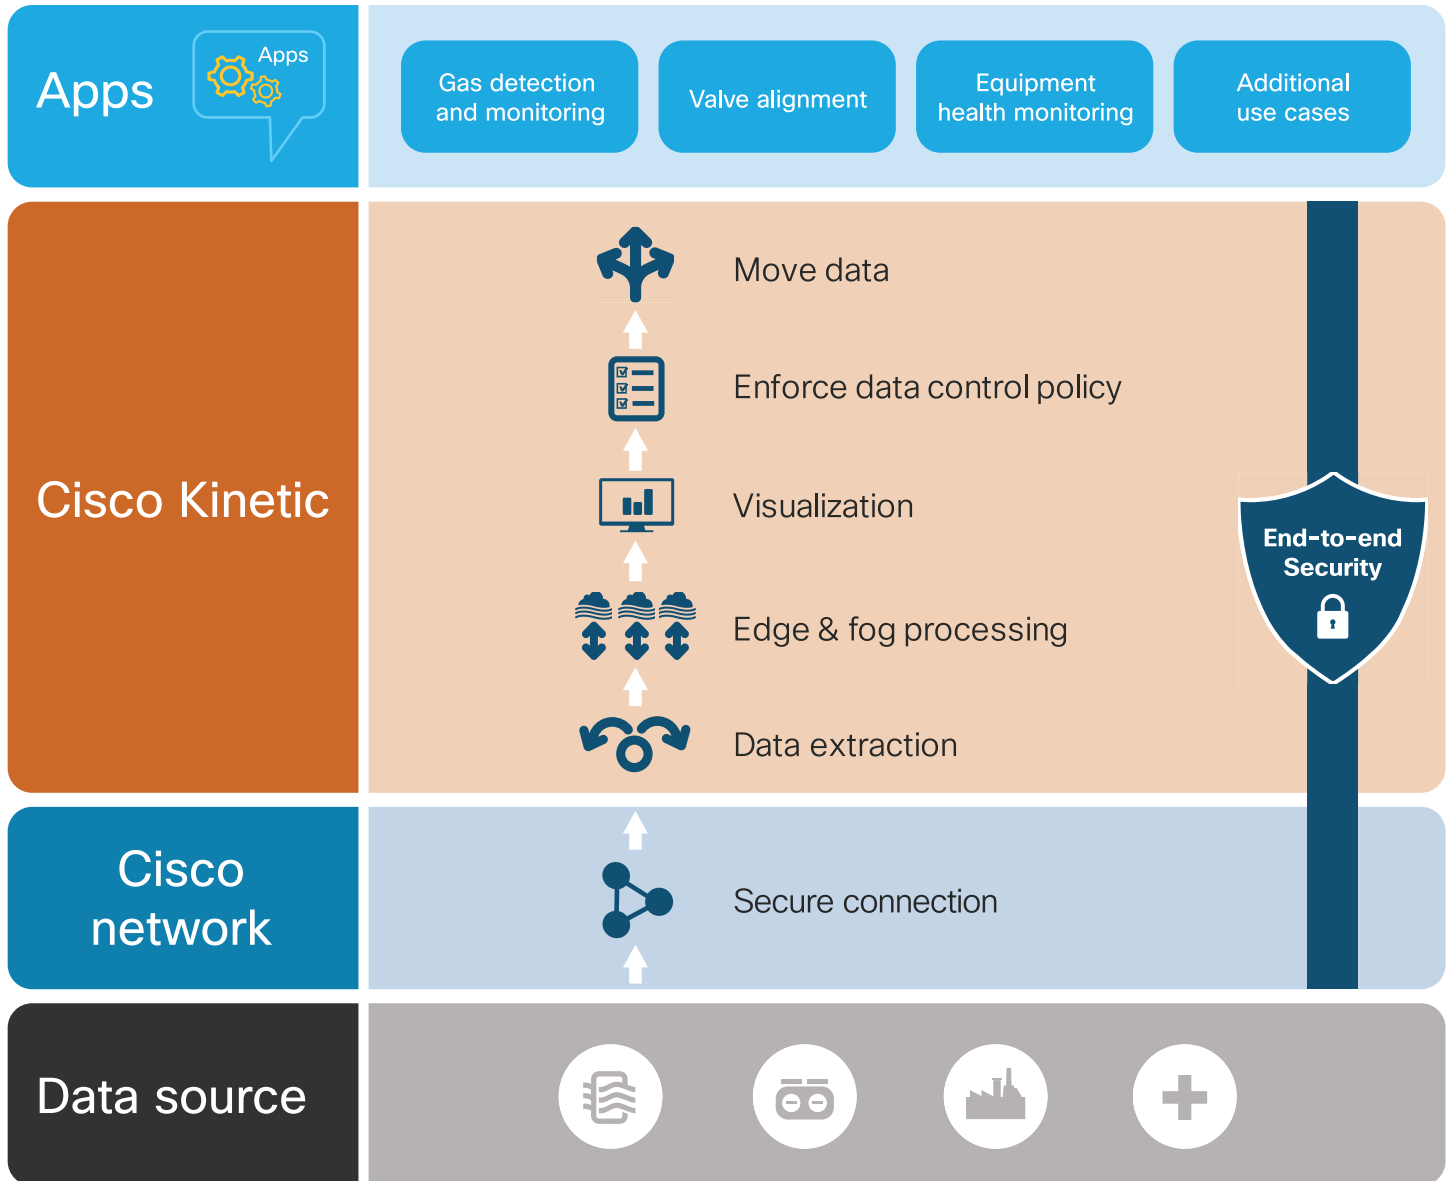 Apps
Apps
Gas detection
and monitoring
Valve alignment
Equipment
health monitoring
Additional
use cases
Cisco Kinetic
Move data
Enforce data control policy
Visualization
Edge & fog processing
Data extraction
End-to-end
Security
Cisco
network
Secure connection
Data source